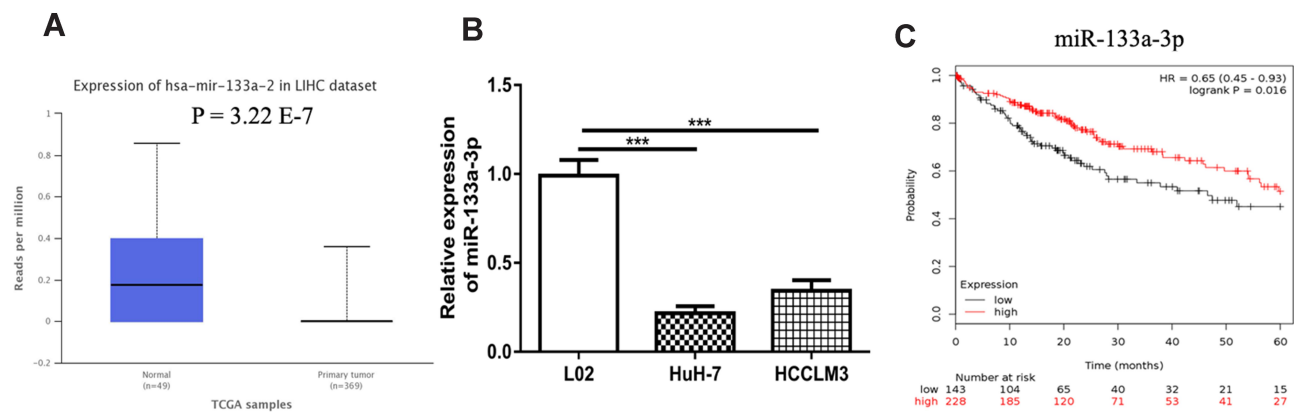 A
Expression of hsa-mir-133a-2 in LIHC dataset
P = 3.22 E-7
Reads per million
1
0.8
0.6
0.4
0.2
0
-0.2
Normal
(n=49)
Primary tumor
(n=369)
TCGA samples
B
Relative expression
of miR-133a-3p
1.5
1.0
0.5
0.0
***
***
L02
HuH-7
HCCLM3
C
miR-133a-3p
HR = 0.65 (0.45 - 0.93)
logrank P = 0.016
Probability
1.0
0.8
0.6
0.4
0.2
0.0
Expression
low
high
0 10 20 30 40 50 60
Time (months)
Number at risk
low 143 104 65 40 32 21 15
high 228 185 120 71 53 41 27